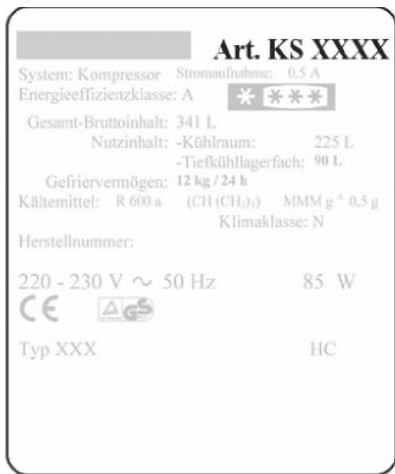 Art. KS XXXX
System: Kompressor Stromaufnahme: 0,5 A
Energieeffizienzklasse: A
Gesamt-Bruttoinhalt: 341 L
Nutzinhalt: -Kühlraum: 225 L
-Tiefkühllagerfach: 90 L
Gefriervermögen: 12 kg / 24 h
Kältemittel: R 600 a (CH (CH₃)₃) MMM g ± 0,5 g
Klimaklasse: N
Herstellnummer:
220 - 230 V ~ 50 Hz 85 W
CE GS
Typ XXX HC